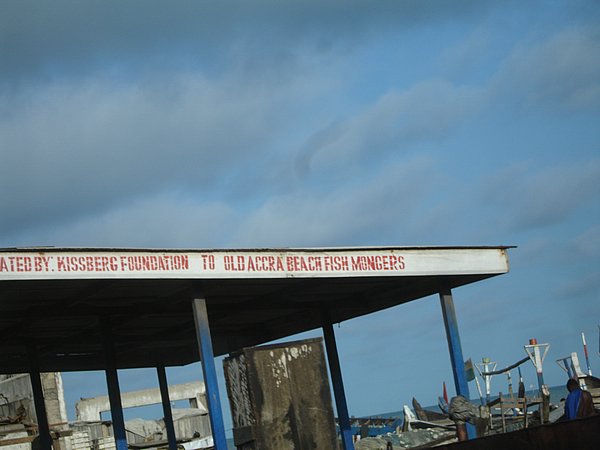 ATED BY: KISSBERG FOUNDATION TO OLD ACCRA BEACH FISH MONGERS